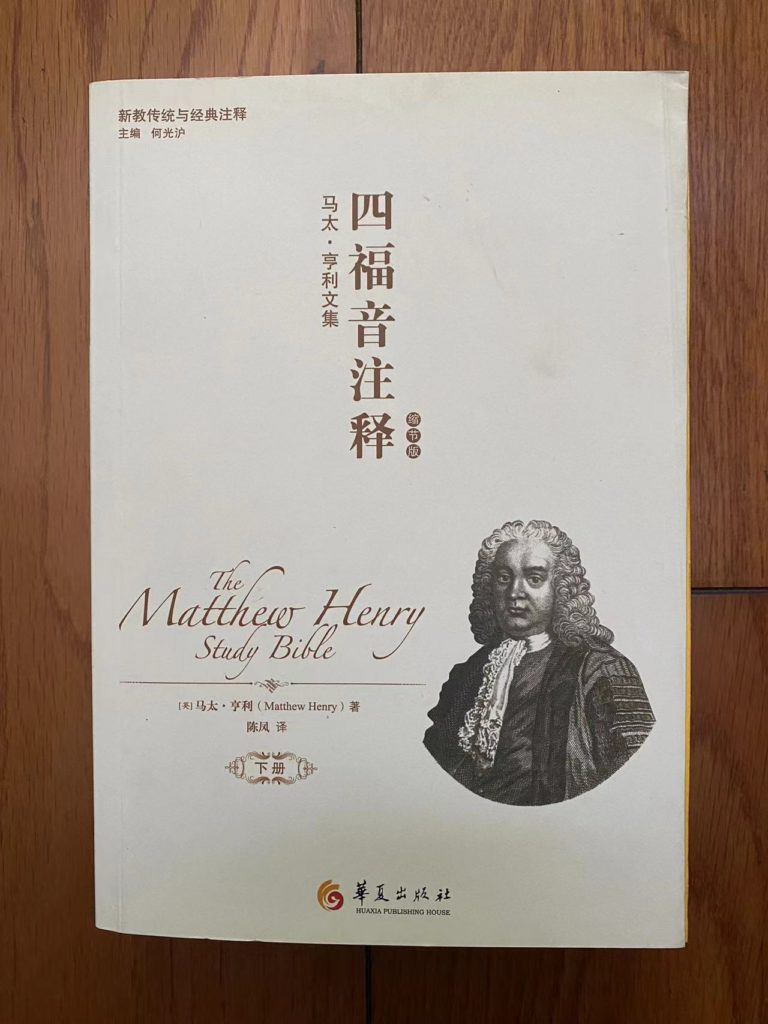 新教传统与经典注释
主编 何光沪
四福音注释
缩节版
马太·亨利文集
The
Matthew Henry
Study Bible
[英] 马太·亨利（Matthew Henry）著
陈凤 译
下册
華夏出版社
HUAXIA PUBLISHING HOUSE